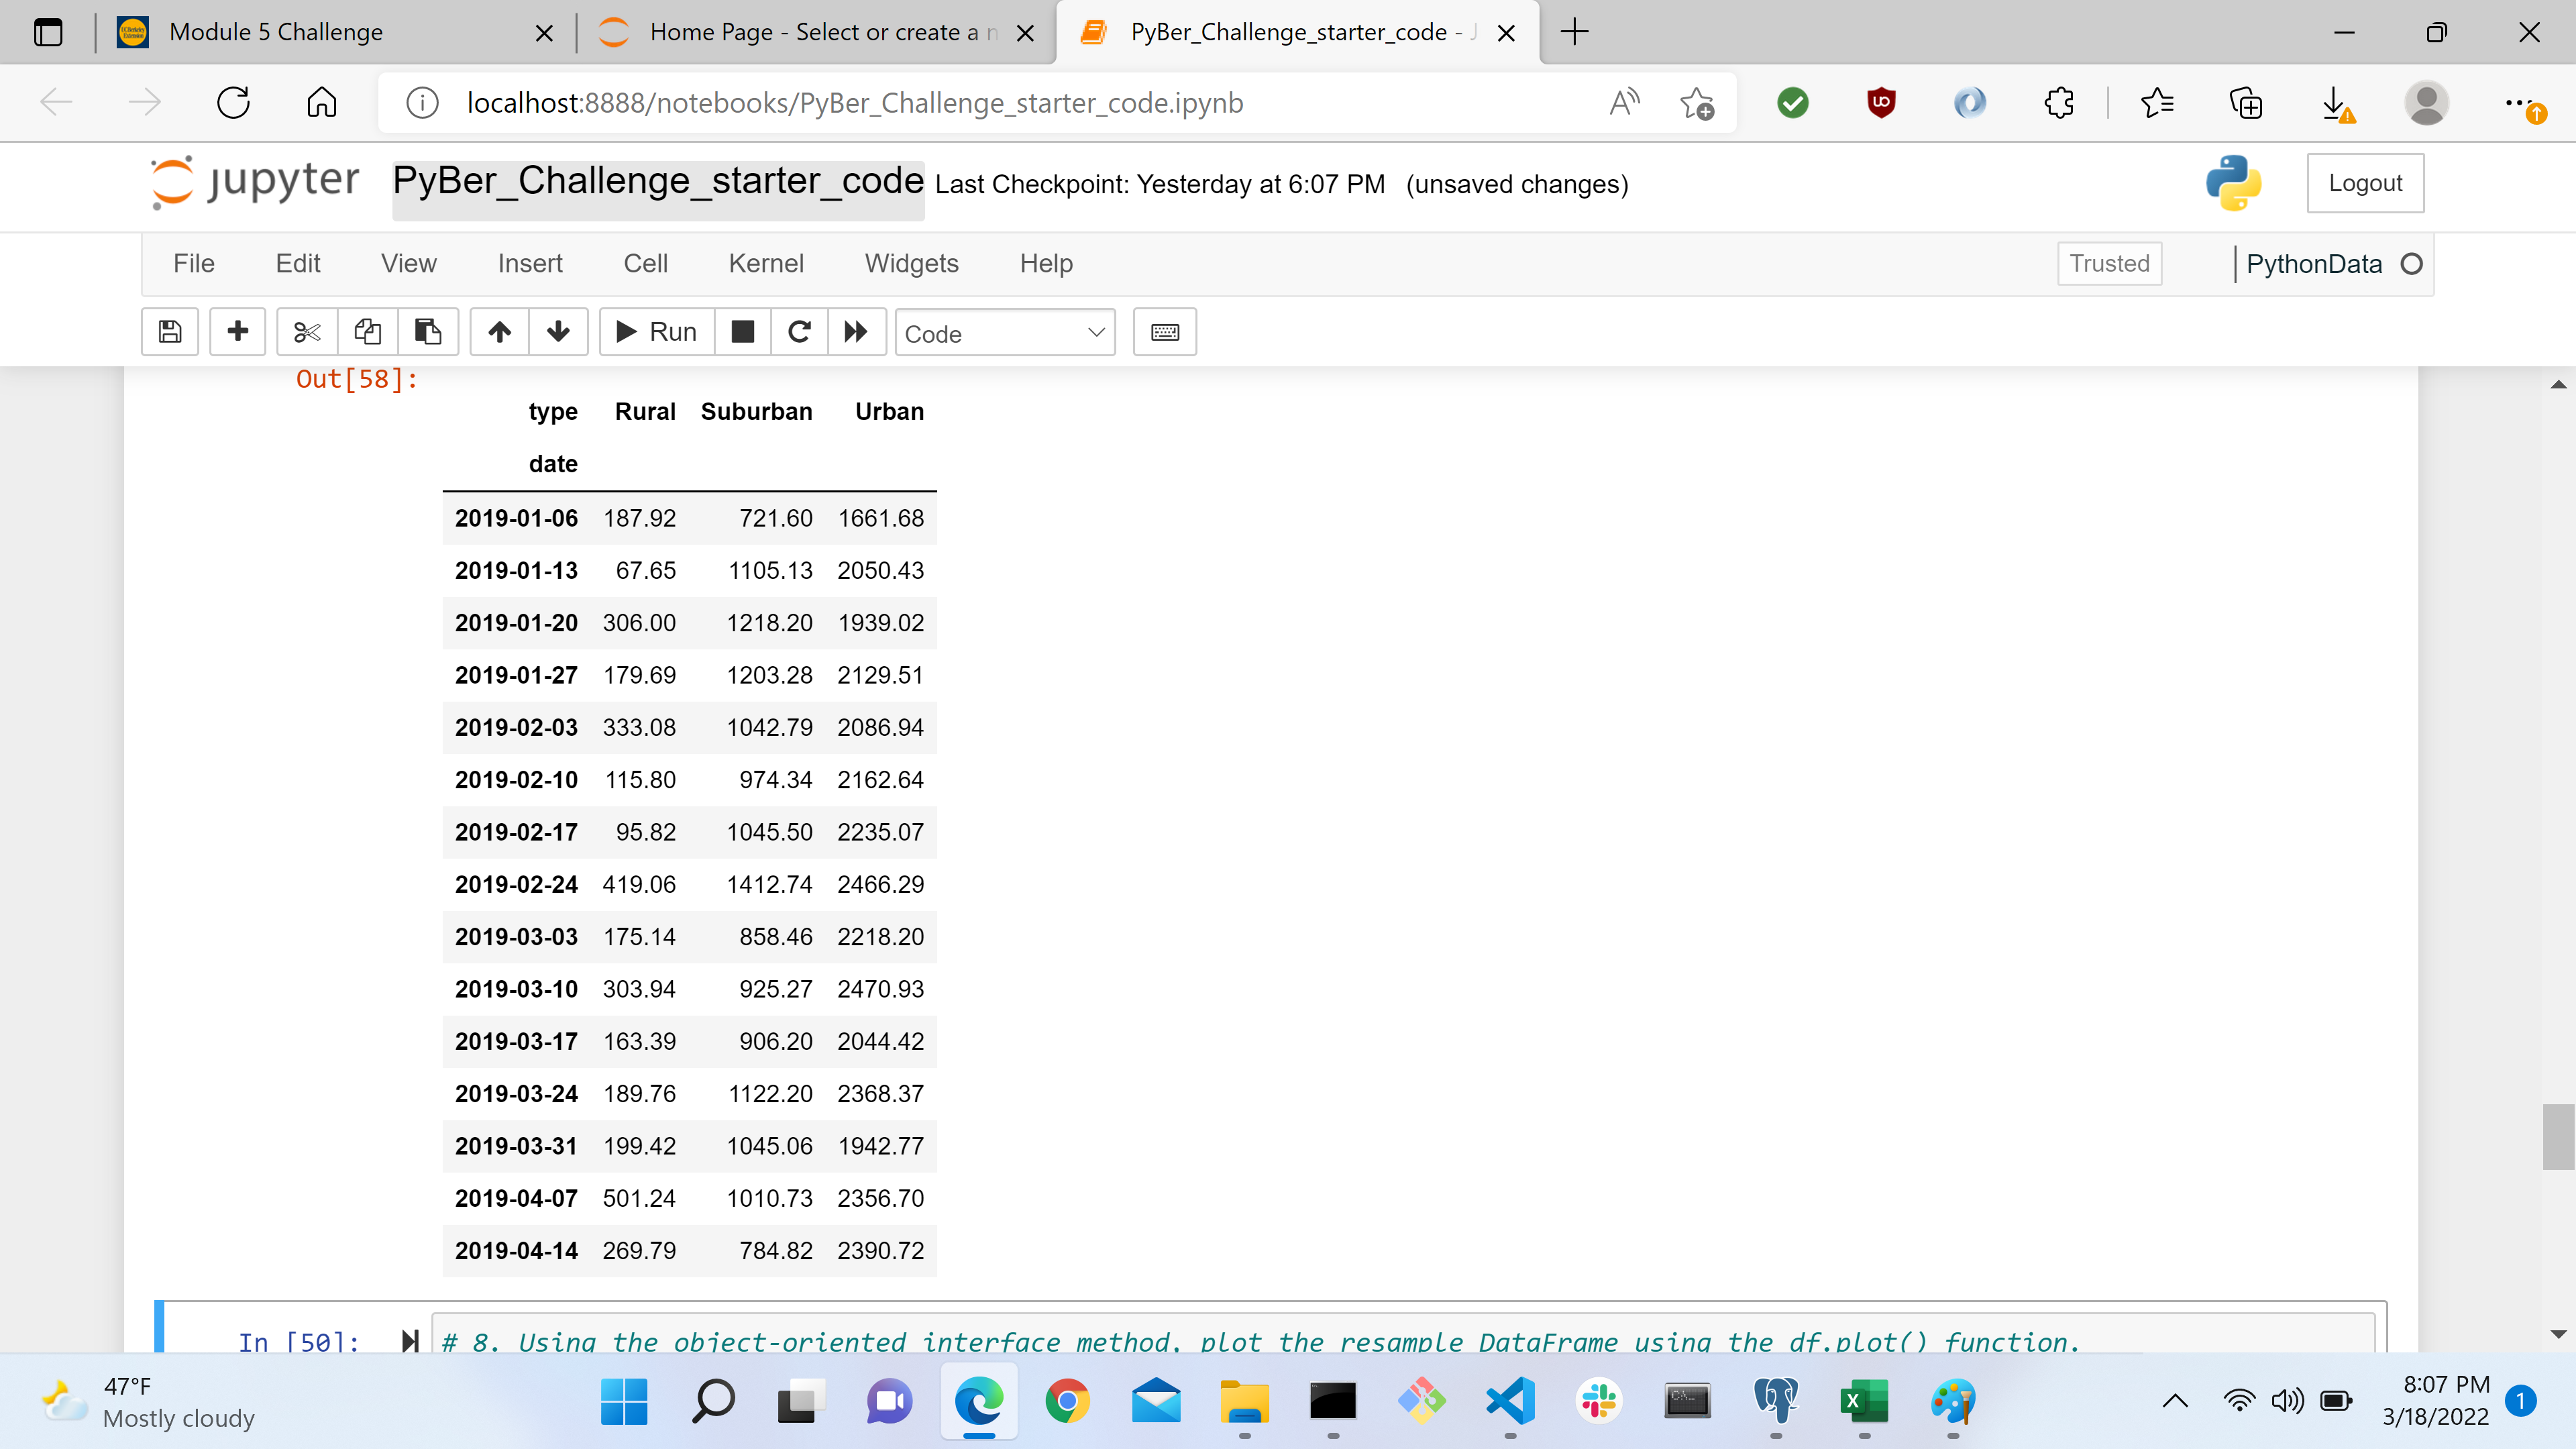 Module 5 Challenge
Home Page - Select or create a n
PyBer_Challenge_starter_code - J
localhost:8888/notebooks/PyBer_Challenge_starter_code.ipynb
jupyter PyBer_Challenge_starter_code Last Checkpoint: Yesterday at 6:07 PM (unsaved changes) Logout
File Edit View Insert Cell Kernel Widgets Help Trusted PythonData
Run Code
Out[58]:
type Rural Suburban Urban
date
2019-01-06 187.92 721.60 1661.68
2019-01-13 67.65 1105.13 2050.43
2019-01-20 306.00 1218.20 1939.02
2019-01-27 179.69 1203.28 2129.51
2019-02-03 333.08 1042.79 2086.94
2019-02-10 115.80 974.34 2162.64
2019-02-17 95.82 1045.50 2235.07
2019-02-24 419.06 1412.74 2466.29
2019-03-03 175.14 858.46 2218.20
2019-03-10 303.94 925.27 2470.93
2019-03-17 163.39 906.20 2044.42
2019-03-24 189.76 1122.20 2368.37
2019-03-31 199.42 1045.06 1942.77
2019-04-07 501.24 1010.73 2356.70
2019-04-14 269.79 784.82 2390.72
In [50]: # 8. Using the object-oriented interface method, plot the resample DataFrame using the df.plot() function.
47°F
Mostly cloudy
8:07 PM
3/18/2022
1